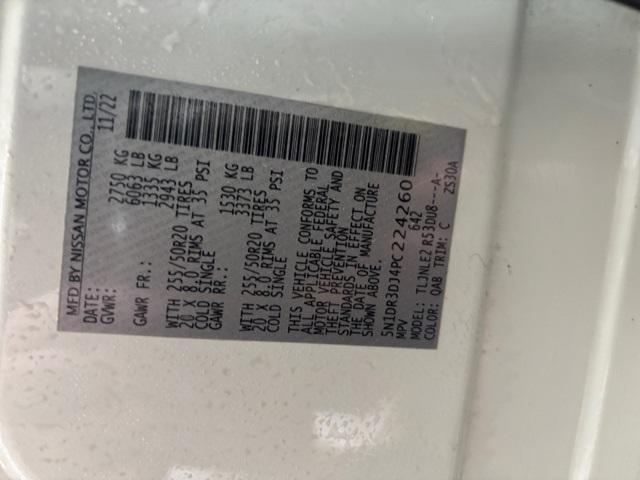 MFD BY NISSAN MOTOR CO., LTD
DATE: 11/22
GVWR: 2750 KG
6063 LB
GAWR FR.: 1335 KG
2943 LB
WITH 255/50R20 TIRES
20 X 8.0 RIMS AT 35 PSI
COLD SINGLE
GAWR RR.: 1530 KG
3373 LB
WITH 255/50R20 TIRES
20 X 8.0 RIMS AT 35 PSI
COLD SINGLE
THIS VEHICLE CONFORMS TO
ALL APPLICABLE FEDERAL
MOTOR VEHICLE SAFETY AND
THEFT PREVENTION
STANDARDS IN EFFECT ON
THE DATE OF MANUFACTURE
SHOWN ABOVE.
5N1DR3DJ4PC224260
MPV 642
MODEL: TLJNLE2 R53DU8---A-
COLOR: QAB TRIM: C 2S30A